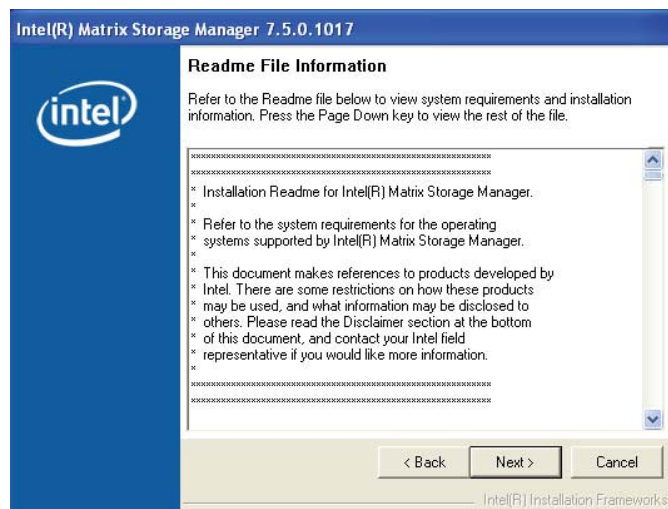 Intel(R) Matrix Storage Manager 7.5.0.1017
intel
Readme File Information
Refer to the Readme file below to view system requirements and installation
information. Press the Page Down key to view the rest of the file.
************************************************************
************************************************************
* Installation Readme for Intel(R) Matrix Storage Manager.
*
* Refer to the system requirements for the operating
* systems supported by Intel(R) Matrix Storage Manager.
*
* This document makes references to products developed by
* Intel. There are some restrictions on how these products
* may be used, and what information may be disclosed to
* others. Please read the Disclaimer section at the bottom
* of this document, and contact your Intel field
* representative if you would like more information.
*
************************************************************
************************************************************
< Back Next > Cancel
Intel(R) Installation Frameworks